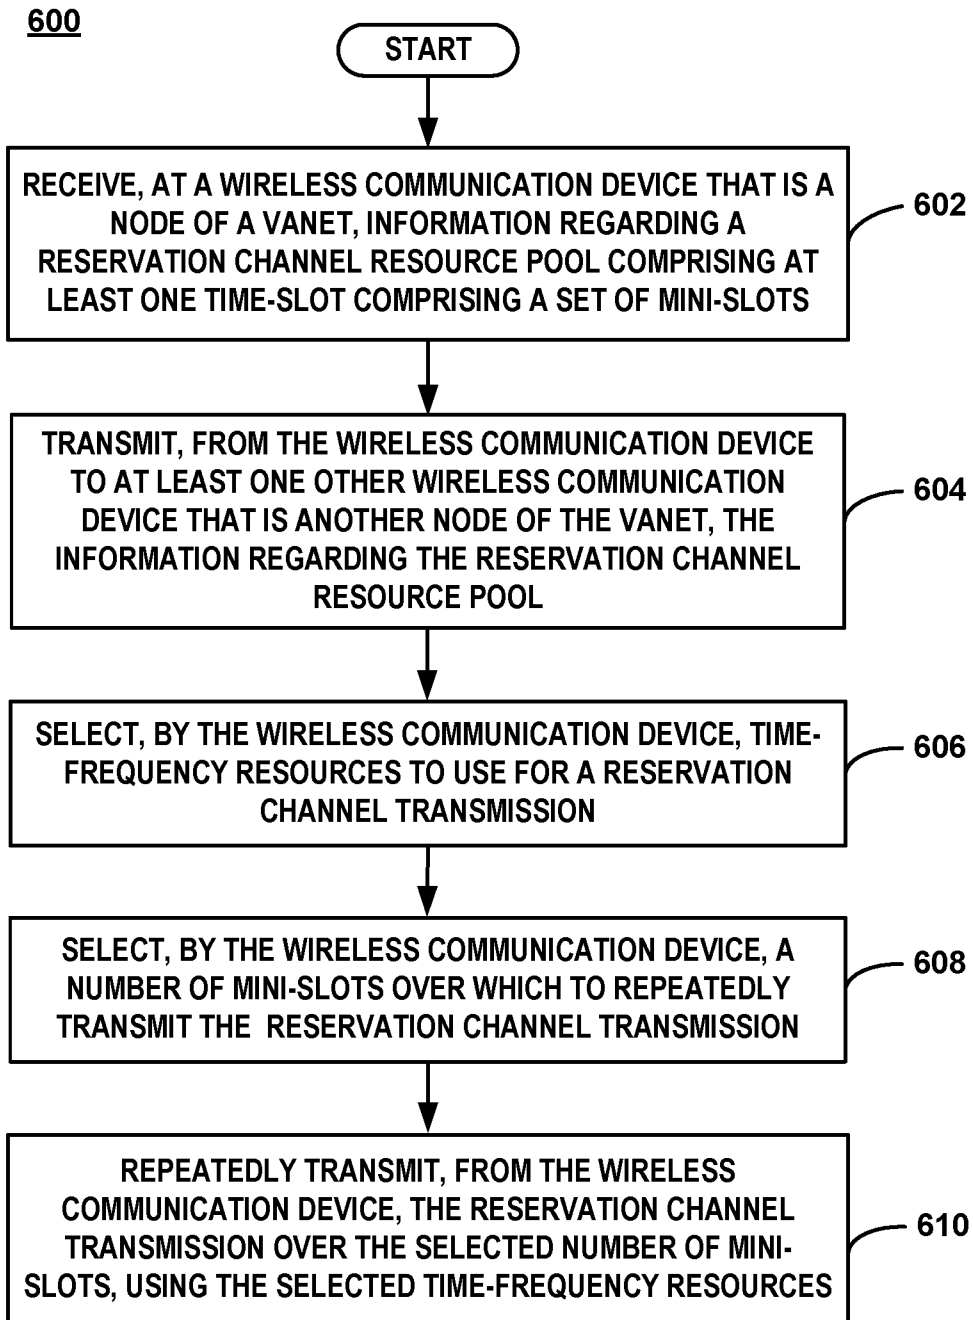 600
START
RECEIVE, AT A WIRELESS COMMUNICATION DEVICE THAT IS A
NODE OF A VANET, INFORMATION REGARDING A
RESERVATION CHANNEL RESOURCE POOL COMPRISING AT
LEAST ONE TIME-SLOT COMPRISING A SET OF MINI-SLOTS
602
TRANSMIT, FROM THE WIRELESS COMMUNICATION DEVICE
TO AT LEAST ONE OTHER WIRELESS COMMUNICATION
DEVICE THAT IS ANOTHER NODE OF THE VANET, THE
INFORMATION REGARDING THE RESERVATION CHANNEL
RESOURCE POOL
604
SELECT, BY THE WIRELESS COMMUNICATION DEVICE, TIME-
FREQUENCY RESOURCES TO USE FOR A RESERVATION
CHANNEL TRANSMISSION
606
SELECT, BY THE WIRELESS COMMUNICATION DEVICE, A
NUMBER OF MINI-SLOTS OVER WHICH TO REPEATEDLY
TRANSMIT THE RESERVATION CHANNEL TRANSMISSION
608
REPEATEDLY TRANSMIT, FROM THE WIRELESS
COMMUNICATION DEVICE, THE RESERVATION CHANNEL
TRANSMISSION OVER THE SELECTED NUMBER OF MINI-
SLOTS, USING THE SELECTED TIME-FREQUENCY RESOURCES
610